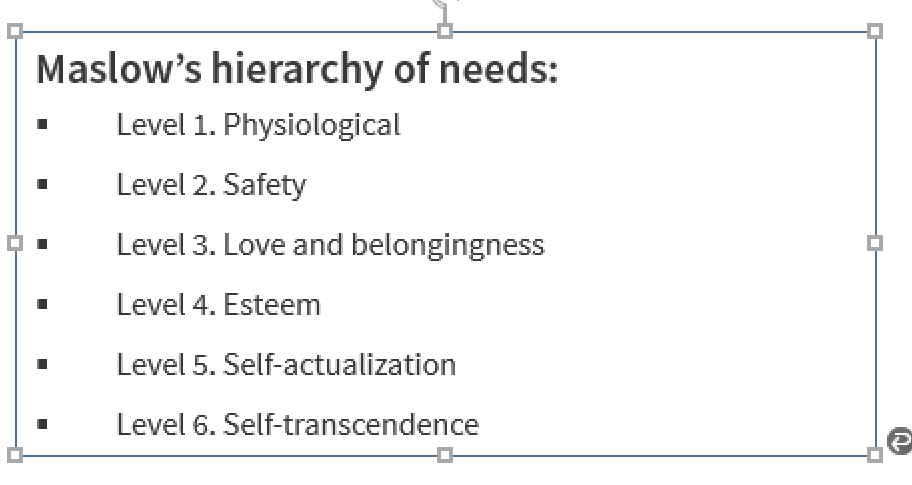 Maslow’s hierarchy of needs:
▪ Level 1. Physiological
▪ Level 2. Safety
▪ Level 3. Love and belongingness
▪ Level 4. Esteem
▪ Level 5. Self-actualization
▪ Level 6. Self-transcendence